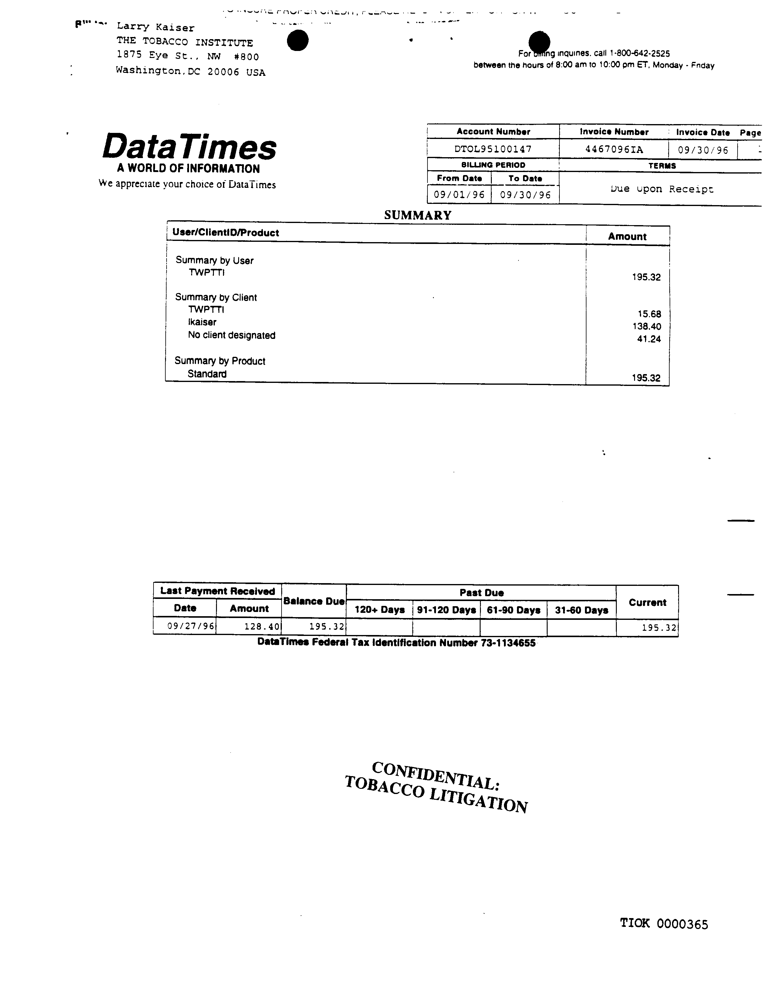 Larry Kaiser
THE TOBACCO INSTITUTE
1875 Eye St., NW #800
Washington, DC 20006 USA
For billing inquiries, call 1-800-642-2525
between the hours of 8:00 am to 10:00 pm ET, Monday - Friday
DataTimes
A WORLD OF INFORMATION
We appreciate your choice of DataTimes
Account Number Invoice Number Invoice Date Page
DTOL95100147 4467096IA 09/30/96
BILLING PERIOD TERMS
From Date To Date
09/01/96 09/30/96 Due upon Receipt
SUMMARY
User/ClientID/Product Amount
Summary by User
TWPTTI 195.32
Summary by Client
TWPTTI 15.68
lkaiser 138.40
No client designated 41.24
Summary by Product
Standard 195.32
Last Payment Received Balance Due Past Due Current
Date Amount 120+ Days 91-120 Days 61-90 Days 31-60 Days
09/27/96 128.40 195.32 195.32
DataTimes Federal Tax Identification Number 73-1134655
CONFIDENTIAL:
TOBACCO LITIGATION
TIOK 0000365